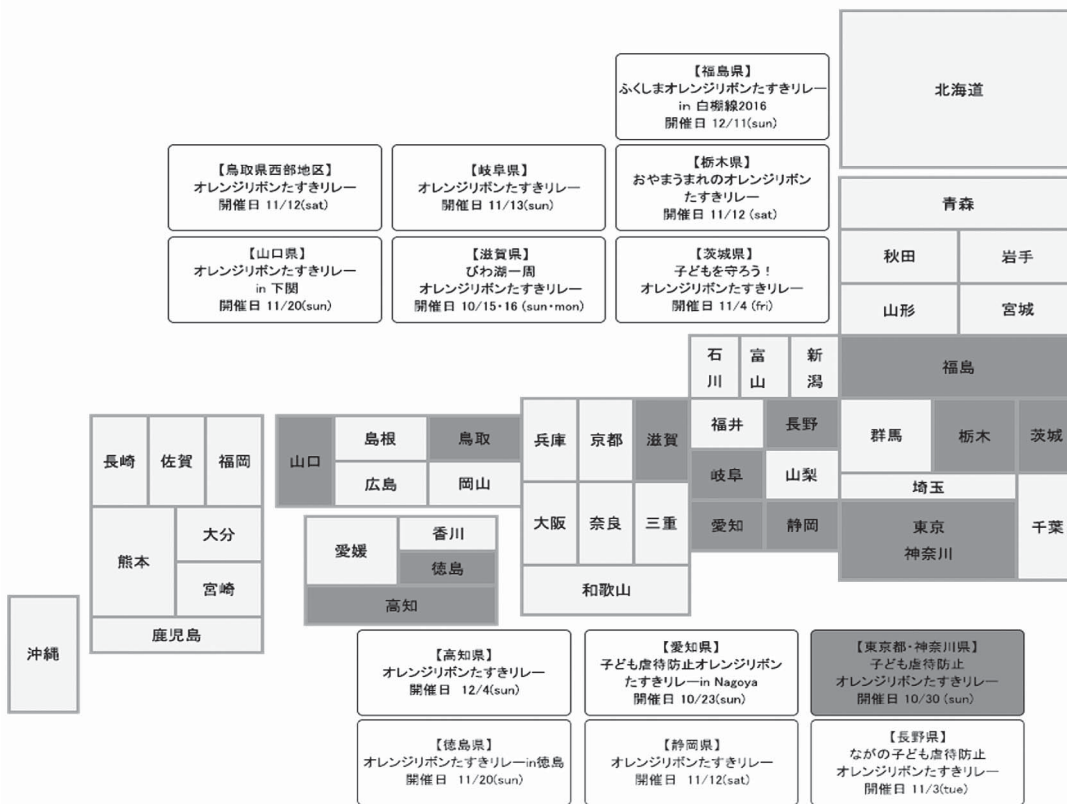 【福島県】
ふくしまオレンジリボンたすきリレー
in 白棚線2016
開催日 12/11(sun)
【鳥取県西部地区】
オレンジリボンたすきリレー
開催日 11/12(sat)
【岐阜県】
オレンジリボンたすきリレー
開催日 11/13(sun)
【栃木県】
おやまうまれのオレンジリボン
たすきリレー
開催日 11/12 (sat)
【山口県】
オレンジリボンたすきリレー
in 下関
開催日 11/20(sun)
【滋賀県】
びわ湖一周
オレンジリボンたすきリレー
開催日 10/15・16 (sun・mon)
【茨城県】
子どもを守ろう！
オレンジリボンたすきリレー
開催日 11/4 (fri)
北海道
青森
秋田
岩手
山形
宮城
福島
石川
富山
新潟
福井
長野
岐阜
山梨
愛知
静岡
群馬
栃木
茨城
埼玉
東京
神奈川
千葉
兵庫
京都
滋賀
大阪
奈良
三重
和歌山
山口
島根
鳥取
広島
岡山
愛媛
香川
徳島
高知
長崎
佐賀
福岡
熊本
大分
宮崎
鹿児島
沖縄
【高知県】
オレンジリボンたすきリレー
開催日 12/4(sun)
【愛知県】
子ども虐待防止オレンジリボン
たすきリレーin Nagoya
開催日 10/23(sun)
【東京都・神奈川県】
子ども虐待防止
オレンジリボンたすきリレー
開催日 10/30 (sun)
【徳島県】
オレンジリボンたすきリレーin徳島
開催日 11/20(sun)
【静岡県】
オレンジリボンたすきリレー
開催日 11/12(sat)
【長野県】
ながの子ども虐待防止
オレンジリボンたすきリレー
開催日 11/3(tue)